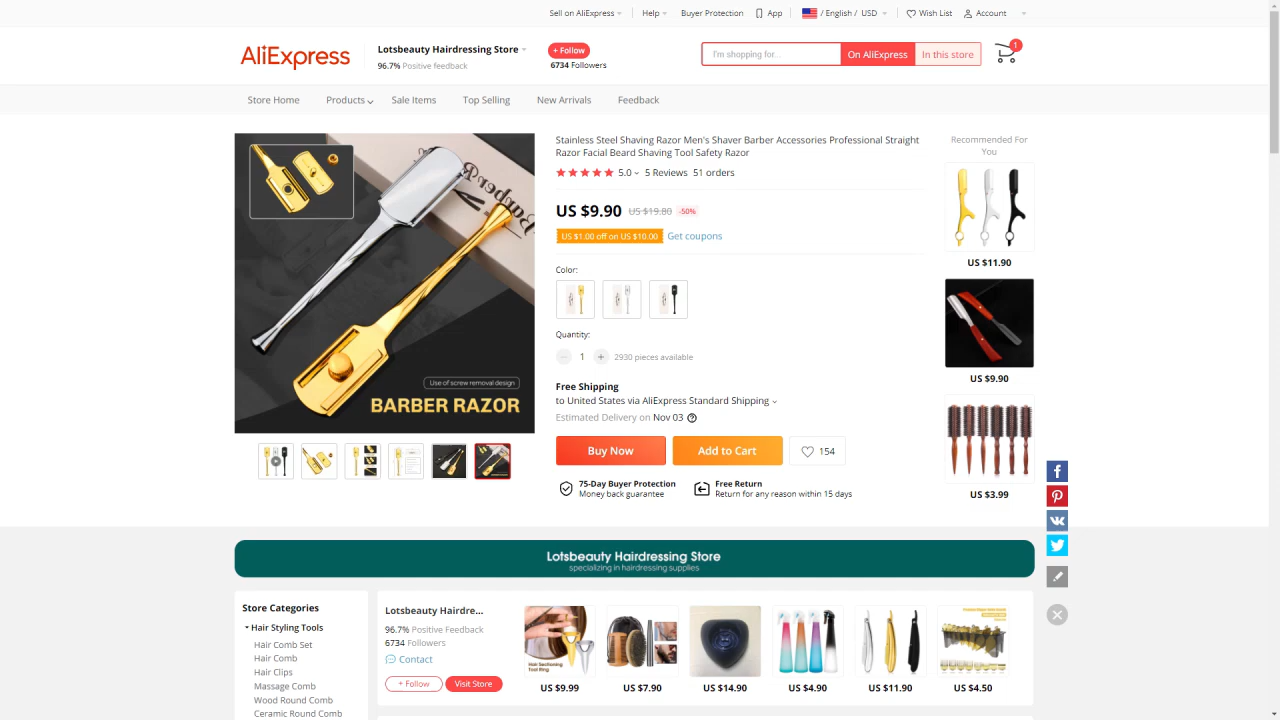 Sell on AliExpress
Help
Buyer Protection
App
/ English / USD
Wish List
Account
AliExpress
Lotsbeauty Hairdressing Store
96.7% Positive feedback
+ Follow
6734 Followers
I'm shopping for...
On AliExpress
In this store
1
Store Home
Products
Sale Items
Top Selling
New Arrivals
Feedback
Barber Razor
Use of screw removal design
BARBER RAZOR
Stainless Steel Shaving Razor Men's Shaver Barber Accessories Professional Straight
Razor Facial Beard Shaving Tool Safety Razor
5.0
5 Reviews
51 orders
US $9.90
US $19.80
-50%
US $1.00 off on US $10.00
Get coupons
Color:
Quantity:
1
2930 pieces available
Free Shipping
to United States via AliExpress Standard Shipping
Estimated Delivery on Nov 03
Buy Now
Add to Cart
154
75-Day Buyer Protection
Money back guarantee
Free Return
Return for any reason within 15 days
Recommended For
You
US $11.90
US $9.90
US $3.99
Lotsbeauty Hairdressing Store
specializing in hairdressing supplies
Store Categories
Hair Styling Tools
Hair Comb Set
Hair Comb
Hair Clips
Massage Comb
Wood Round Comb
Ceramic Round Comb
Lotsbeauty Hairdre...
96.7% Positive Feedback
6734 Followers
Contact
+ Follow
Visit Store
Hair Sectioning
Tool Ring
US $9.99
US $7.90
US $14.90
US $4.90
US $11.90
US $4.50